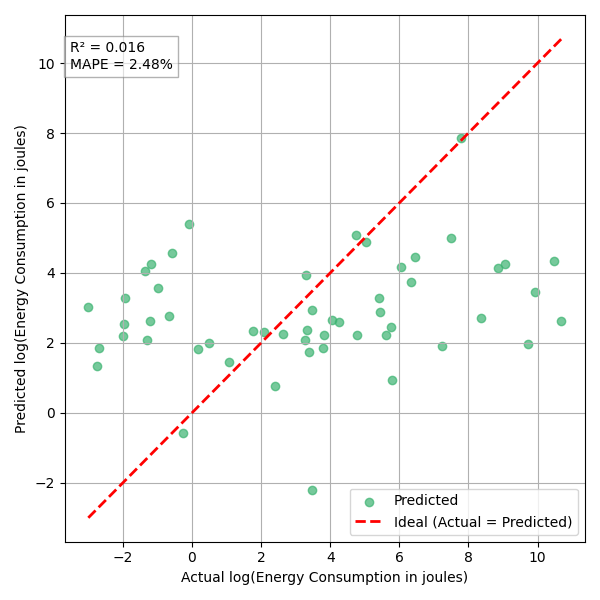 R² = 0.016
MAPE = 2.48%
Predicted log(Energy Consumption in joules)
10
8
6
4
2
0
−2
−2
0
2
4
6
8
10
Predicted
Ideal (Actual = Predicted)
Actual log(Energy Consumption in joules)